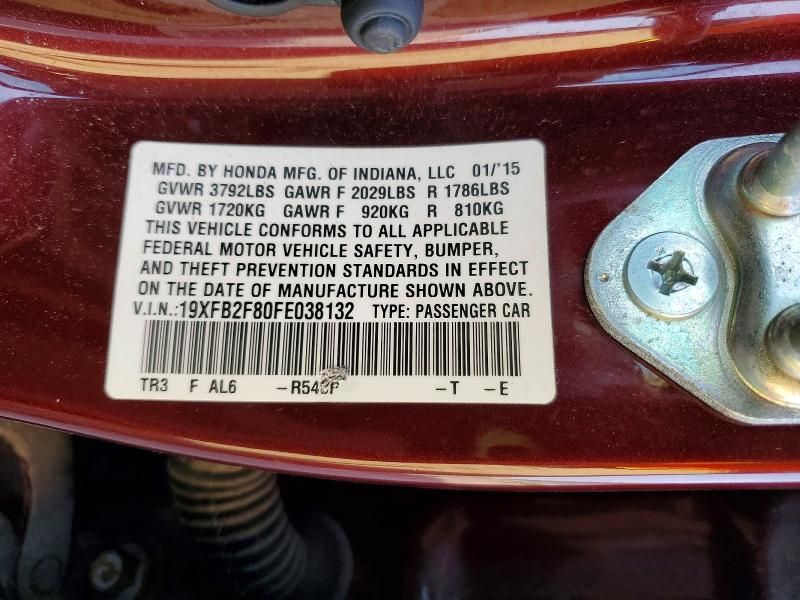 MFD. BY HONDA MFG. OF INDIANA, LLC 01/'15
GVWR 3792LBS GAWR F 2029LBS R 1786LBS
GVWR 1720KG GAWR F 920KG R 810KG
THIS VEHICLE CONFORMS TO ALL APPLICABLE
FEDERAL MOTOR VEHICLE SAFETY, BUMPER,
AND THEFT PREVENTION STANDARDS IN EFFECT
ON THE DATE OF MANUFACTURE SHOWN ABOVE.
V.I.N.:19XFB2F80FE038132 TYPE: PASSENGER CAR
TR3 F AL6 -T -E